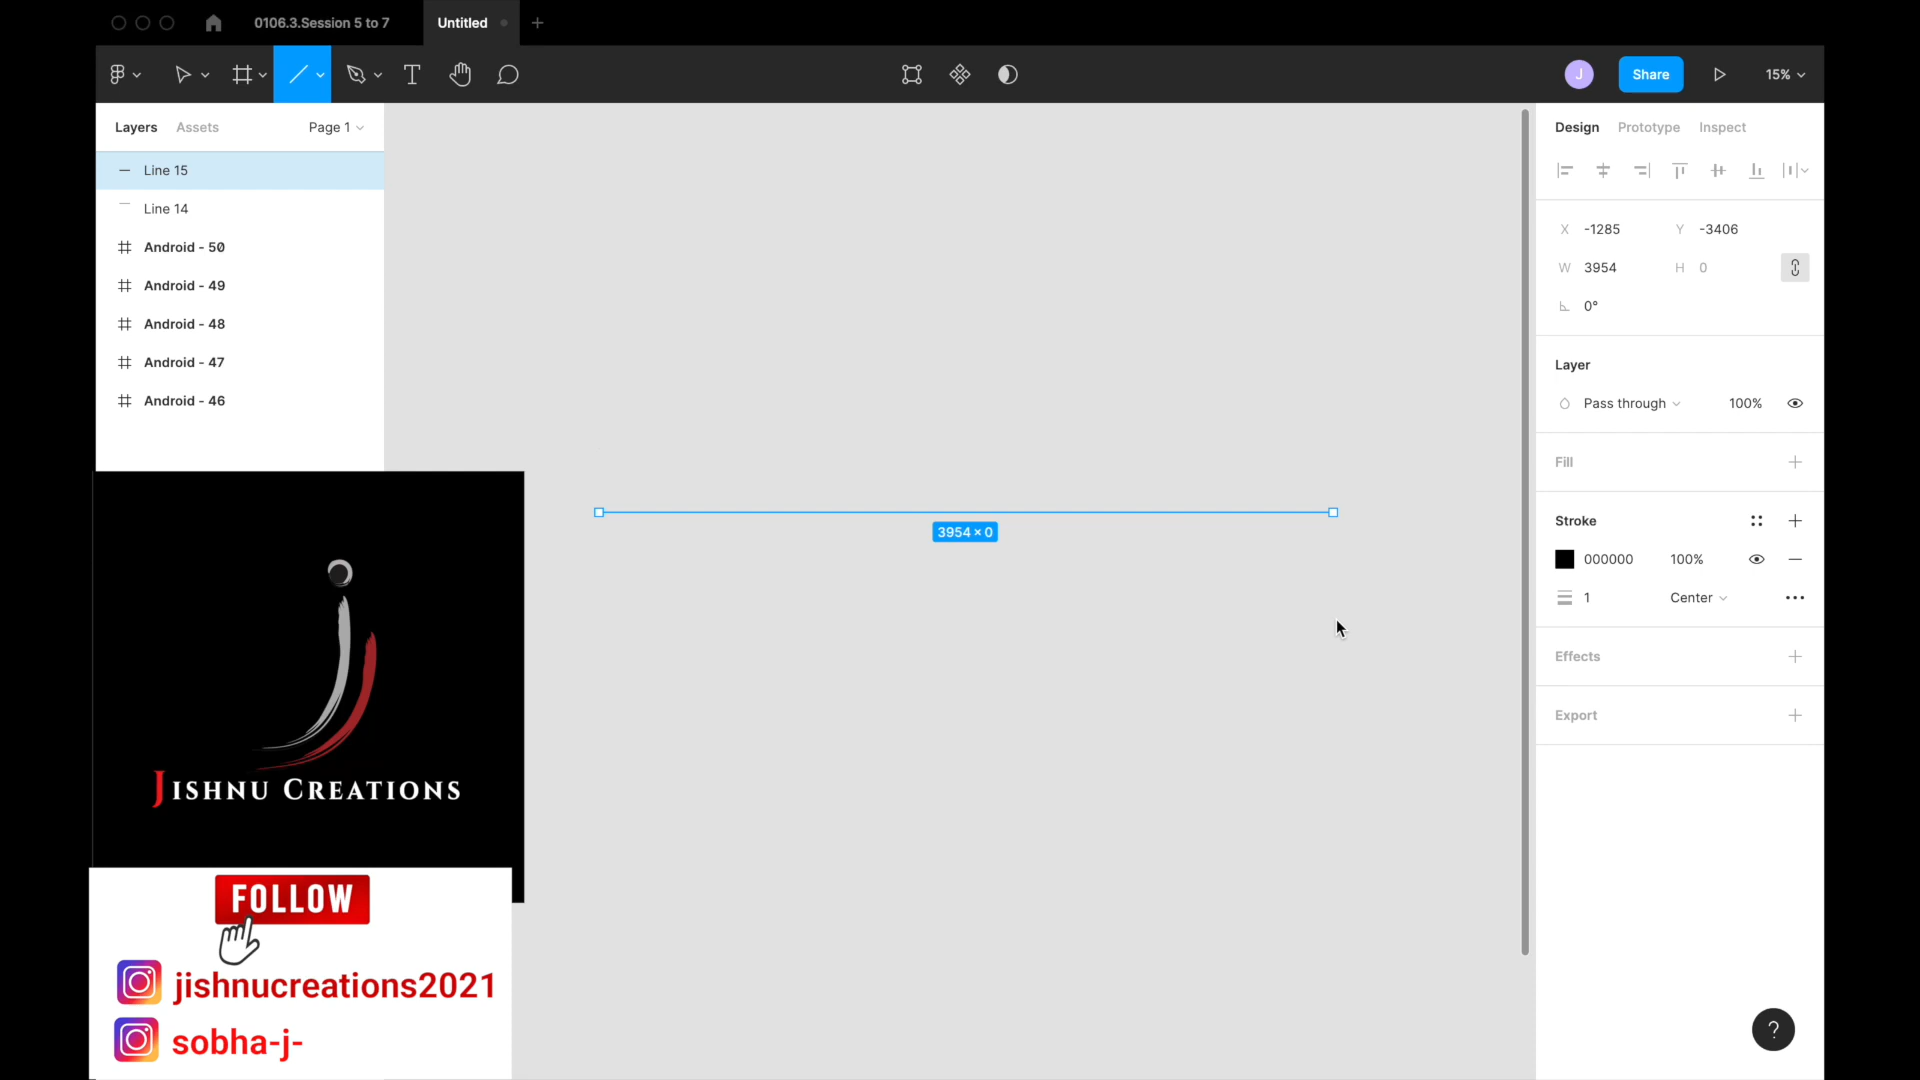 0106.3.Session 5 to 7
Untitled
J
Share
15%
Layers
Assets
Page 1
Line 15
Line 14
Android - 50
Android - 49
Android - 48
Android - 47
Android - 46
3954 × 0
JISHNU CREATIONS
FOLLOW
jishnucreations2021
sobha-j-
Design
Prototype
Inspect
X -1285 Y -3406
W 3954 H 0
0°
Layer
Pass through 100%
Fill
Stroke
000000 100%
1 Center
Effects
Export
?